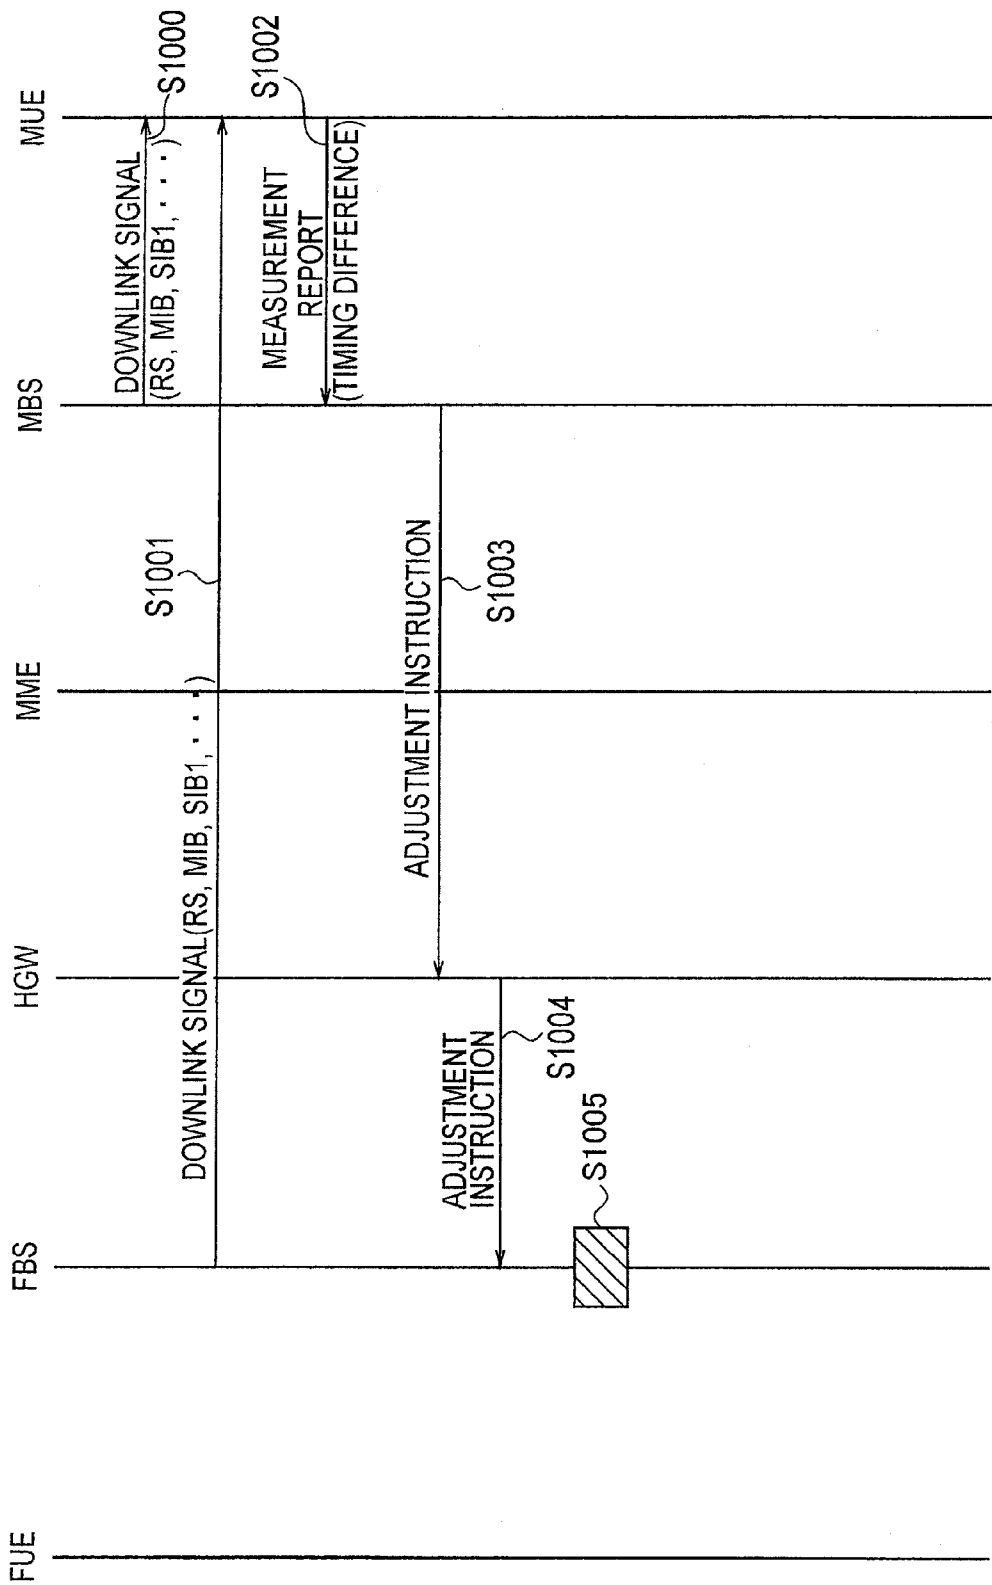 FUE
FBS
HGW
MME
MBS
MUE
DOWNLINK SIGNAL
(RS, MIB, SIB1, · · · )
S1000
DOWNLINK SIGNAL(RS, MIB, SIB1, · · · )
S1001
MEASUREMENT
REPORT
(TIMING DIFFERENCE)
S1002
ADJUSTMENT INSTRUCTION
S1003
ADJUSTMENT
INSTRUCTION
S1004
S1005